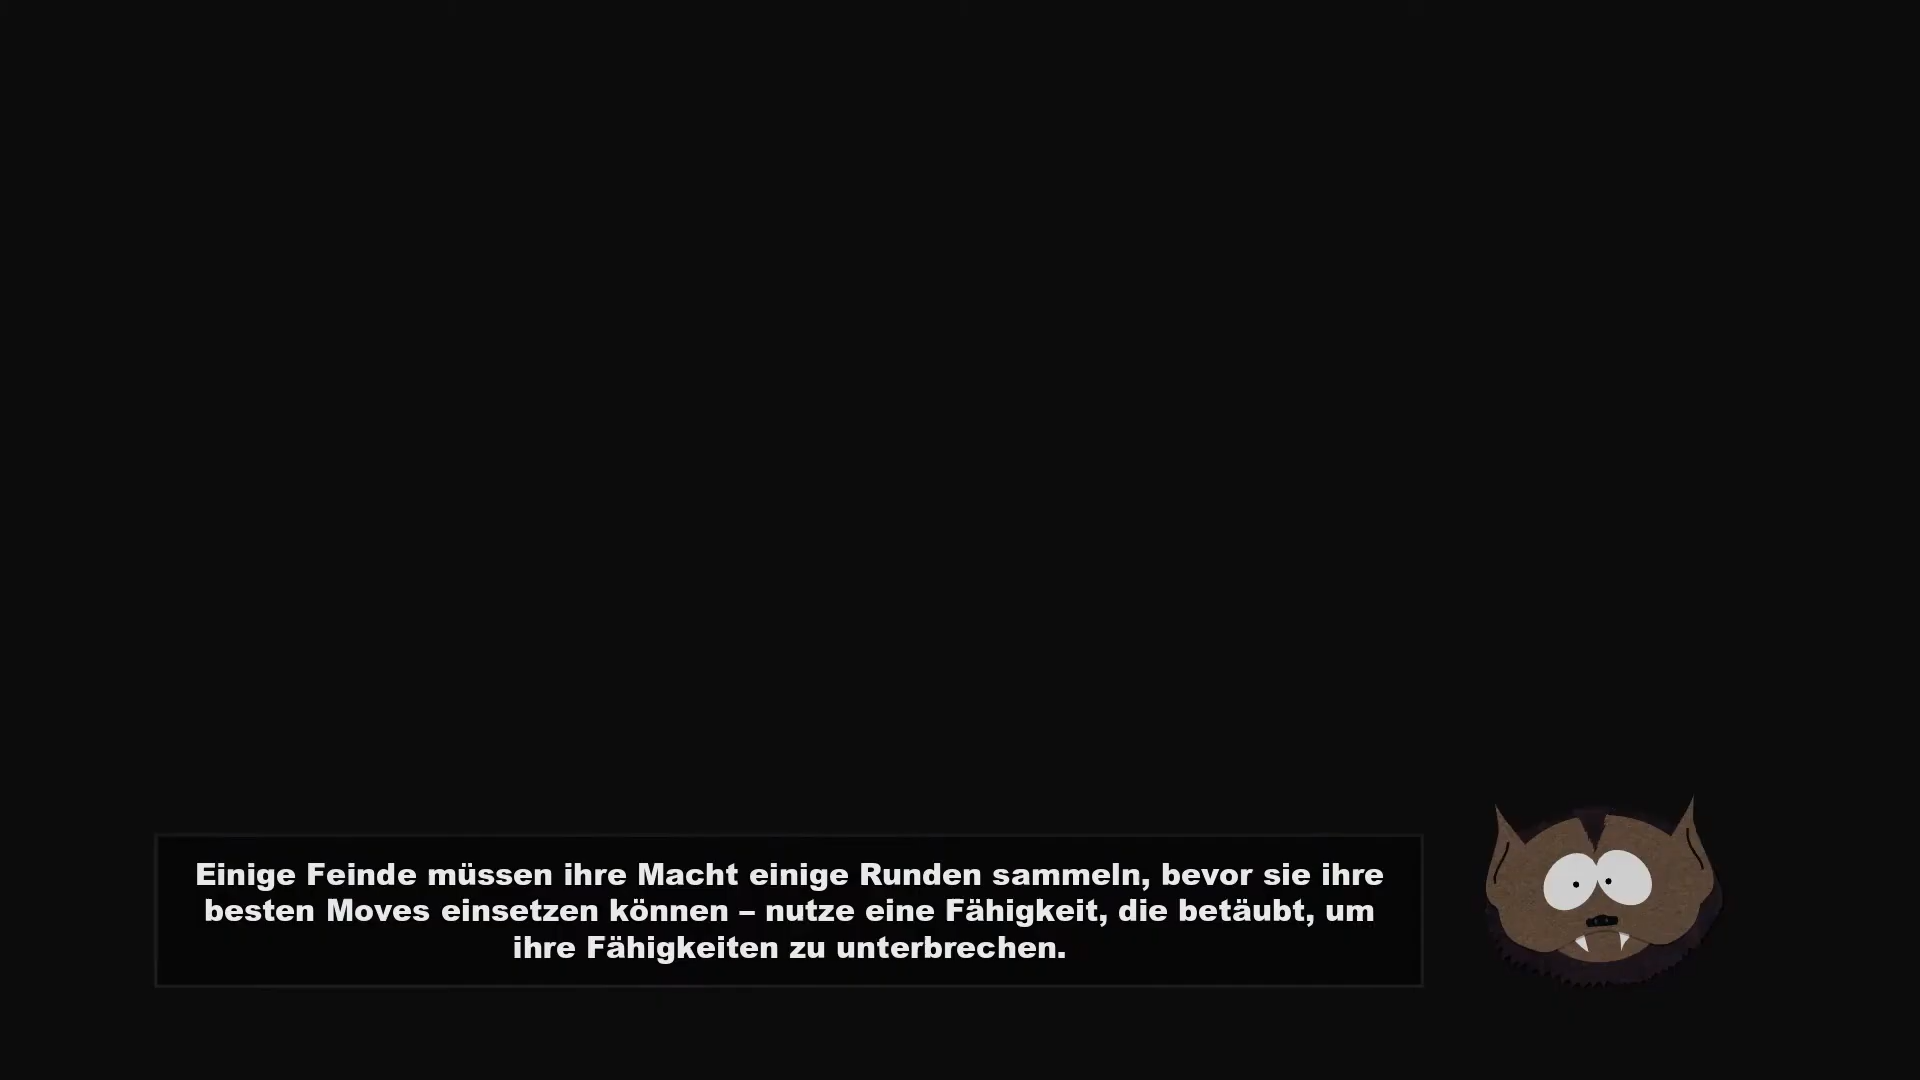 Einige Feinde müssen ihre Macht einige Runden sammeln, bevor sie ihre
besten Moves einsetzen können – nutze eine Fähigkeit, die betäubt, um
ihre Fähigkeiten zu unterbrechen.